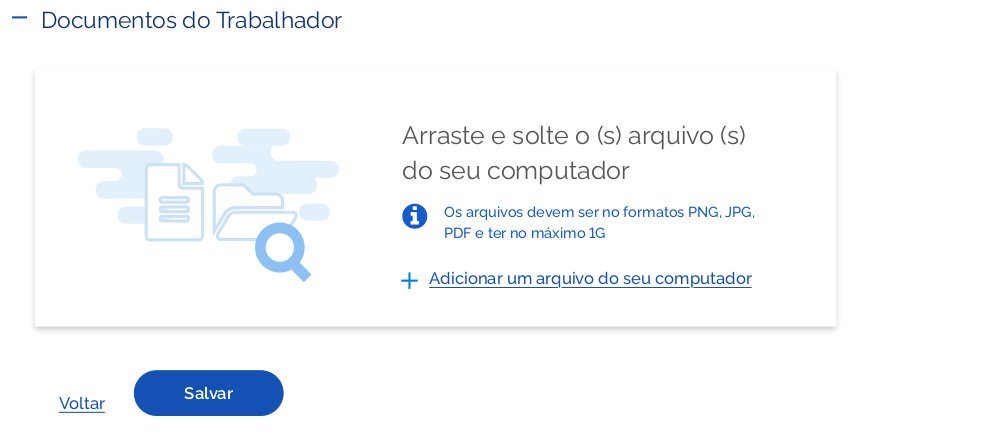 Documentos do Trabalhador
Arraste e solte o (s) arquivo (s)
do seu computador
Os arquivos devem ser no formatos PNG, JPG,
PDF e ter no máximo 1G
Adicionar um arquivo do seu computador
Voltar
Salvar